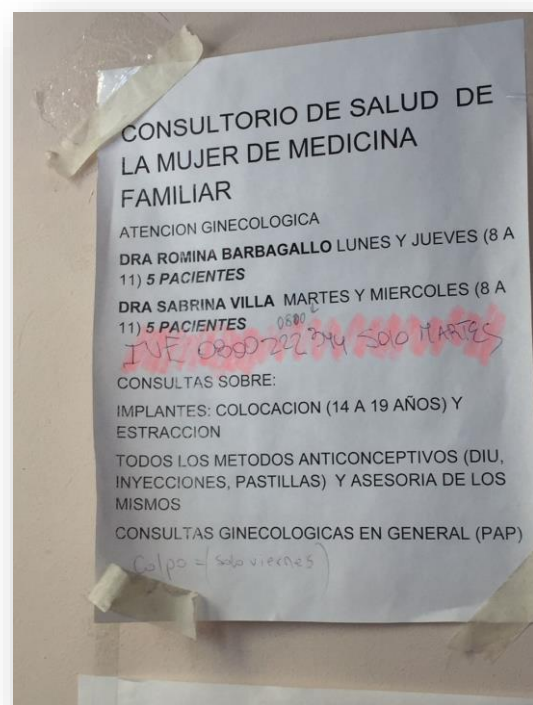 CONSULTORIO DE SALUD DE
LA MUJER DE MEDICINA
FAMILIAR
ATENCION GINECOLOGICA
DRA ROMINA BARBAGALLO LUNES Y JUEVES (8 A
11) 5 PACIENTES
DRA SABRINA VILLA MARTES Y MIERCOLES (8 A
11) 5 PACIENTES
0800
0800 222 SOLO MARTES
CONSULTAS SOBRE:
IMPLANTES: COLOCACION (14 A 19 AÑOS) Y
ESTRACCION
TODOS LOS METODOS ANTICONCEPTIVOS (DIU,
INYECCIONES, PASTILLAS) Y ASESORIA DE LOS
MISMOS
CONSULTAS GINECOLOGICAS EN GENERAL (PAP)
Colpo = (solo viernes)